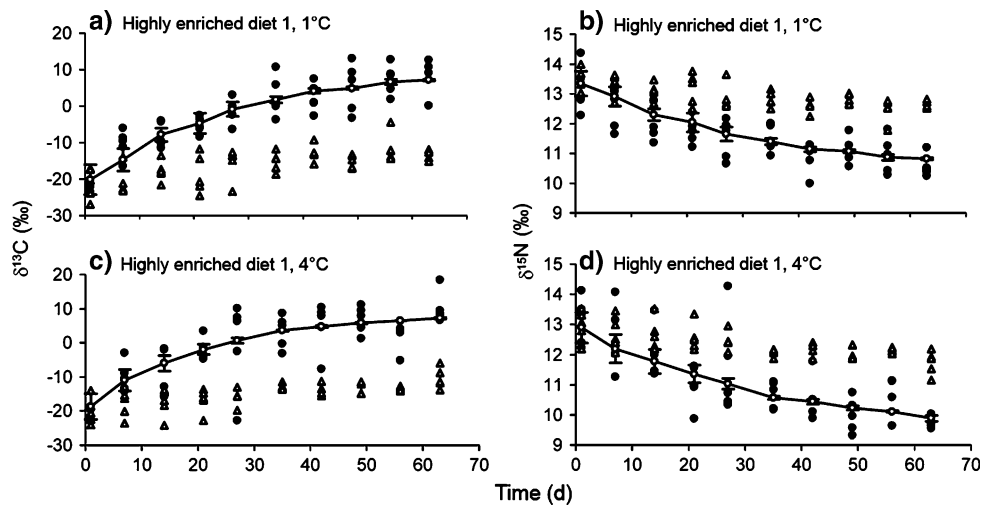 a) Highly enriched diet 1, 1°C
20
10
0
-10
-20
-30
b) Highly enriched diet 1, 1°C
15
14
13
12
11
10
9
δ¹³C (‰)
δ¹⁵N (‰)
c) Highly enriched diet 1, 4°C
20
10
0
-10
-20
-30
0 10 20 30 40 50 60 70
d) Highly enriched diet 1, 4°C
15
14
13
12
11
10
9
0 10 20 30 40 50 60 70
Time (d)